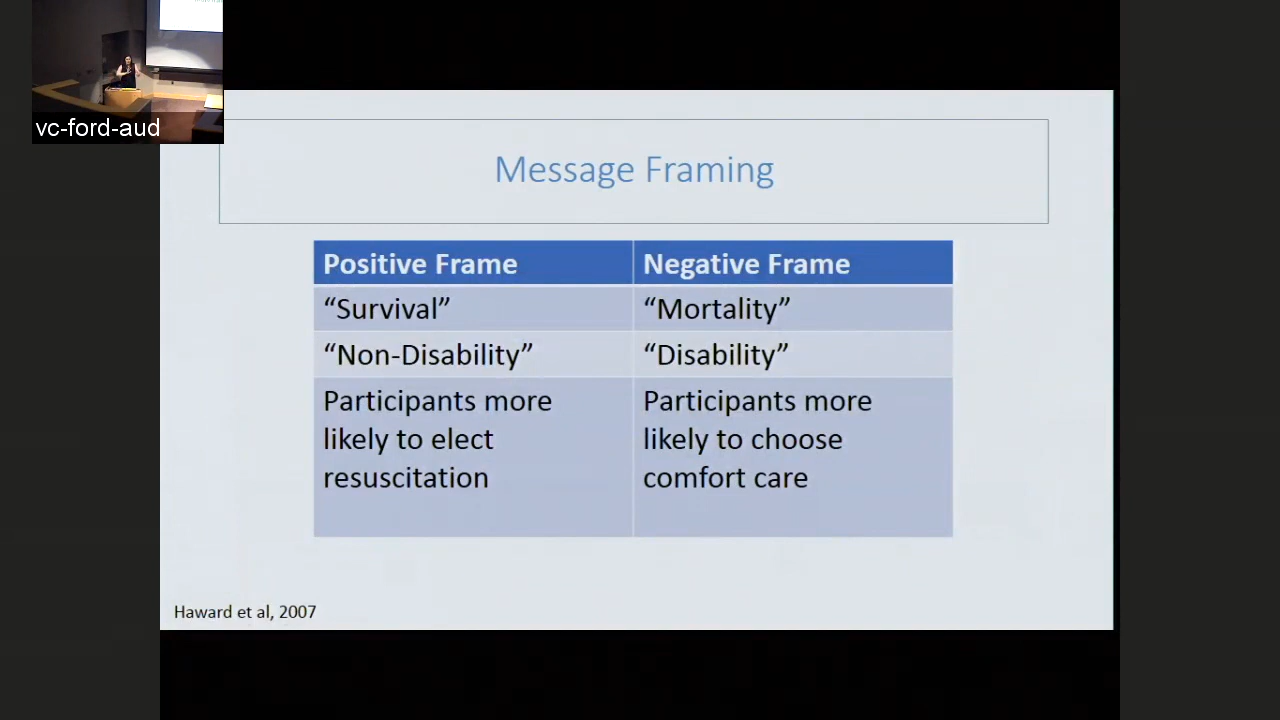 vc-ford-aud
Message Framing
Positive Frame
Negative Frame
“Survival”
“Mortality”
“Non-Disability”
“Disability”
Participants more
likely to elect
resuscitation
Participants more
likely to choose
comfort care
Haward et al, 2007